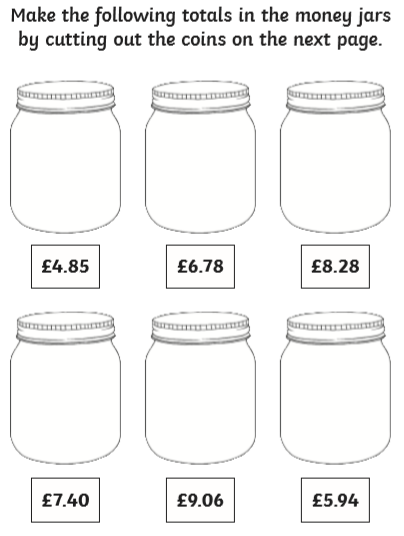 Make the following totals in the money jars
by cutting out the coins on the next page.
£4.85 £6.78 £8.28
£7.40 £9.06 £5.94